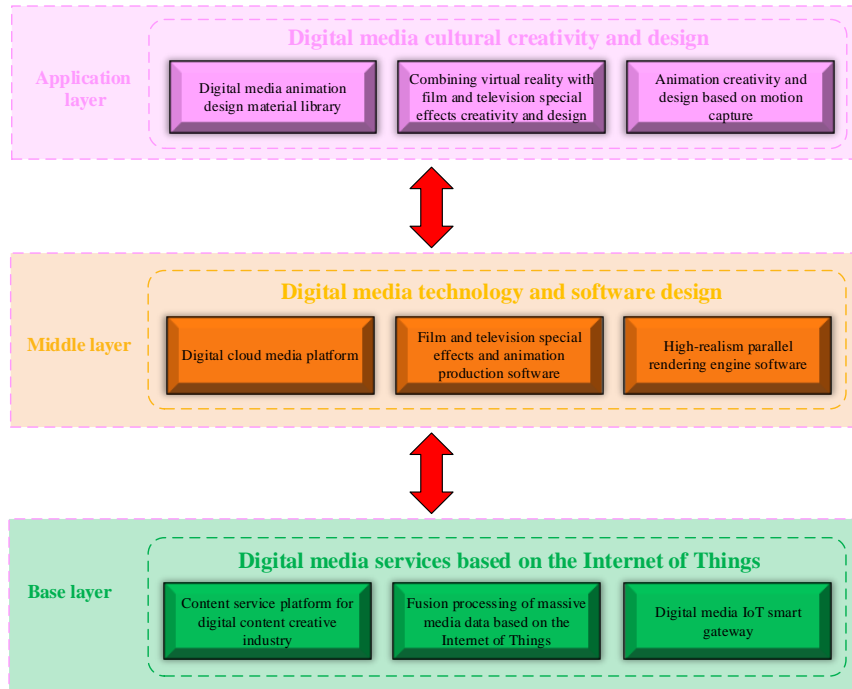 Digital media cultural creativity and design
Application
layer
Digital media animation
design material library
Combining virtual reality with
film and television special
effects creativity and design
Animation creativity and
design based on motion
capture
Digital media technology and software design
Middle layer
Digital cloud media platform
Film and television special
effects and animation
production software
High-realism parallel
rendering engine software
Digital media services based on the Internet of Things
Base layer
Content service platform for
digital content creative
industry
Fusion processing of massive
media data based on the
Internet of Things
Digital media IoT smart
gateway